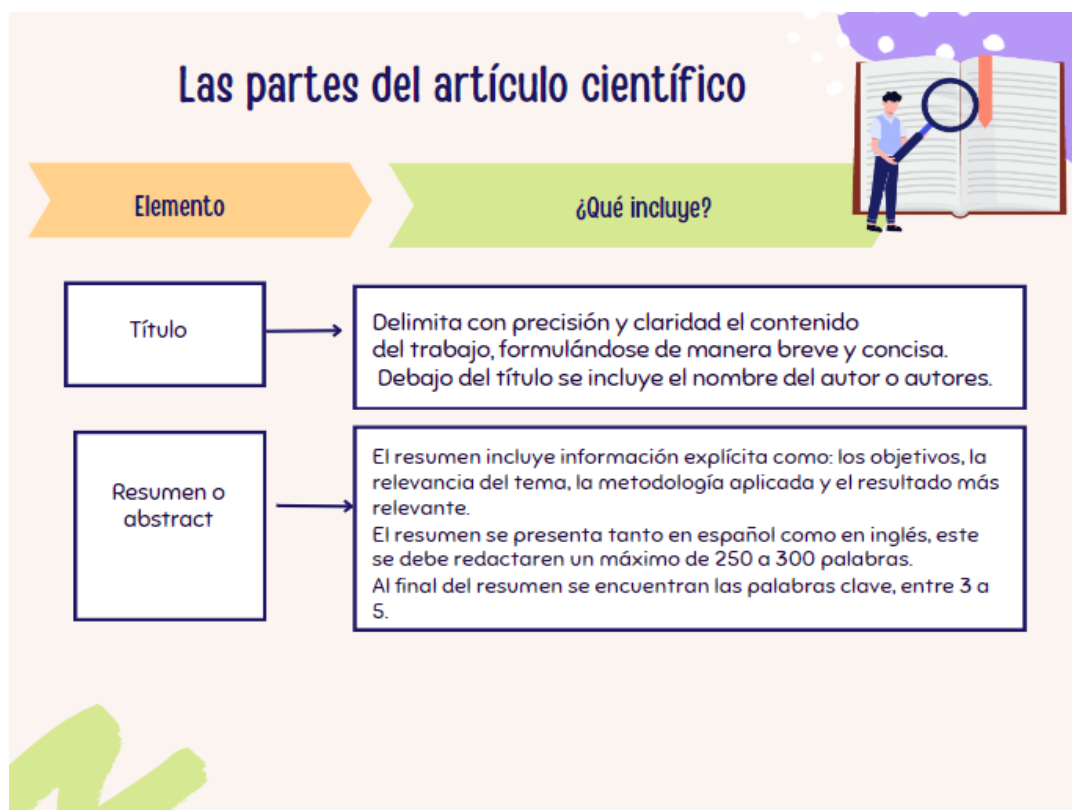 Las partes del artículo científico
Elemento
¿Qué incluye?
Título
Delimita con precisión y claridad el contenido
del trabajo, formulándose de manera breve y concisa.
Debajo del título se incluye el nombre del autor o autores.
Resumen o
abstract
El resumen incluye información explícita como: los objetivos, la
relevancia del tema, la metodología aplicada y el resultado más
relevante.
El resumen se presenta tanto en español como en inglés, este
se debe redactaren un máximo de 250 a 300 palabras.
Al final del resumen se encuentran las palabras clave, entre 3 a
5.